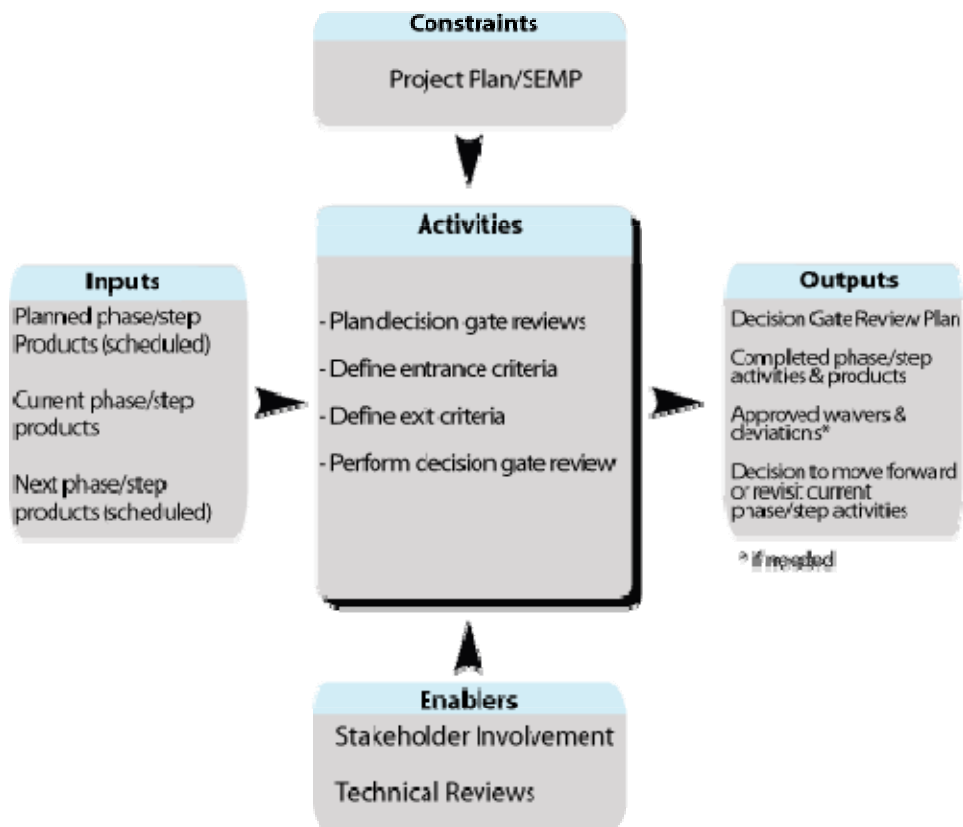 Constraints
Project Plan/SEMP
Activities
- Plan decision gate reviews
- Define entrance criteria
- Define exit criteria
- Perform decision gate review
Inputs
Planned phase/step
Products (scheduled)
Current phase/step
products
Next phase/step
products (scheduled)
Outputs
Decision Gate Review Plan
Completed phase/step
activities & products
Approved waivers &
deviations*
Decision to move forward
or revisit current
phase/step activities
* if needed
Enablers
Stakeholder Involvement
Technical Reviews